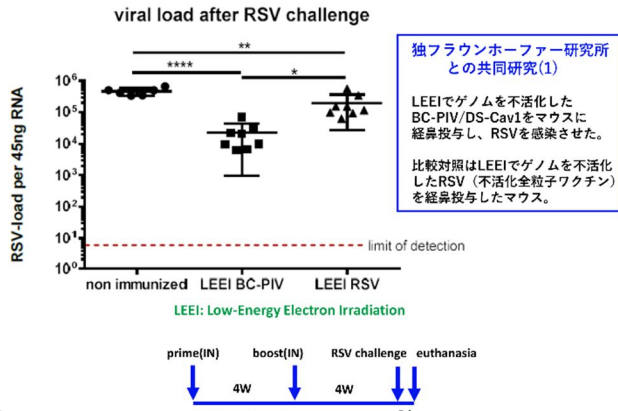 viral load after RSV challenge
**
****
*
RSV-load per 45ng RNA
10⁶
10⁵
10⁴
10³
10²
10¹
10⁰
limit of detection
non immunized
LEEI BC-PIV
LEEI RSV
LEEI: Low-Energy Electron Irradiation
独フラウンホーファー研究所
との共同研究(1)
LEEIでゲノムを不活化した
BC-PIV/DS-Cav1をマウスに
経鼻投与し、RSVを感染させた。
比較対照はLEEIでゲノムを不活化
したRSV（不活化全粒子ワクチン）
を経鼻投与したマウス。
prime(IN)
boost(IN)
RSV challenge
euthanasia
4W
4W